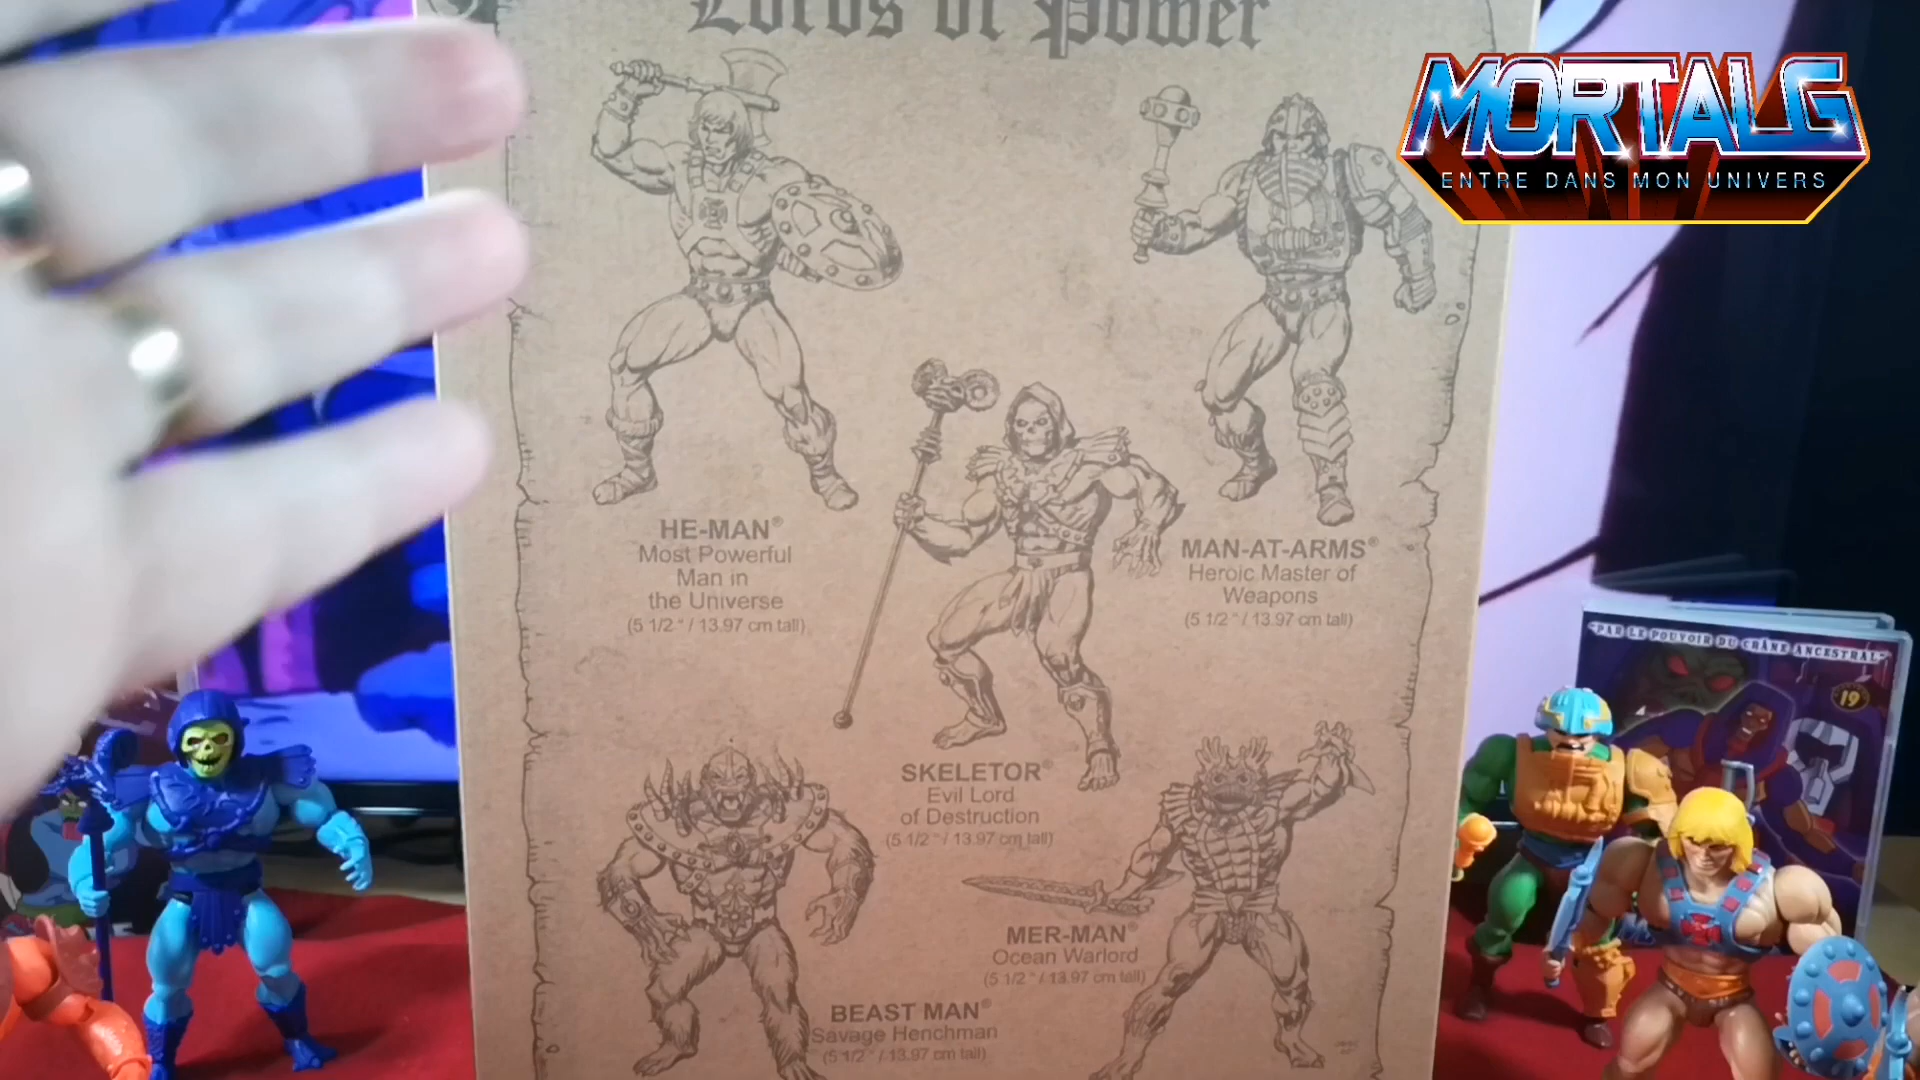 Lords of Power
MORTALG
ENTRE DANS MON UNIVERS
HE-MAN®
Most Powerful
Man in
the Universe
(5 1/2 " / 13.97 cm tall)
MAN-AT-ARMS®
Heroic Master of
Weapons
(5 1/2 " / 13.97 cm tall)
SKELETOR®
Evil Lord
of Destruction
(5 1/2 " / 13.97 cm tall)
MER-MAN®
Ocean Warlord
(5 1/2 " / 13.97 cm tall)
BEAST MAN®
Savage Henchman
(5 1/2 " / 13.97 cm tall)
"PAR LE POUVOIR DU CRÂNE ANCESTRAL"
19